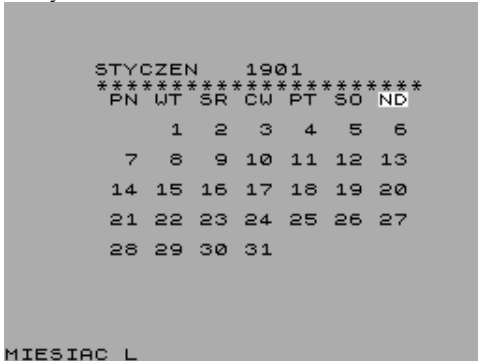 STYCZEN 1901
************************
PN WT SR CW PT SO ND
1 2 3 4 5 6
7 8 9 10 11 12 13
14 15 16 17 18 19 20
21 22 23 24 25 26 27
28 29 30 31
MIESIAC L